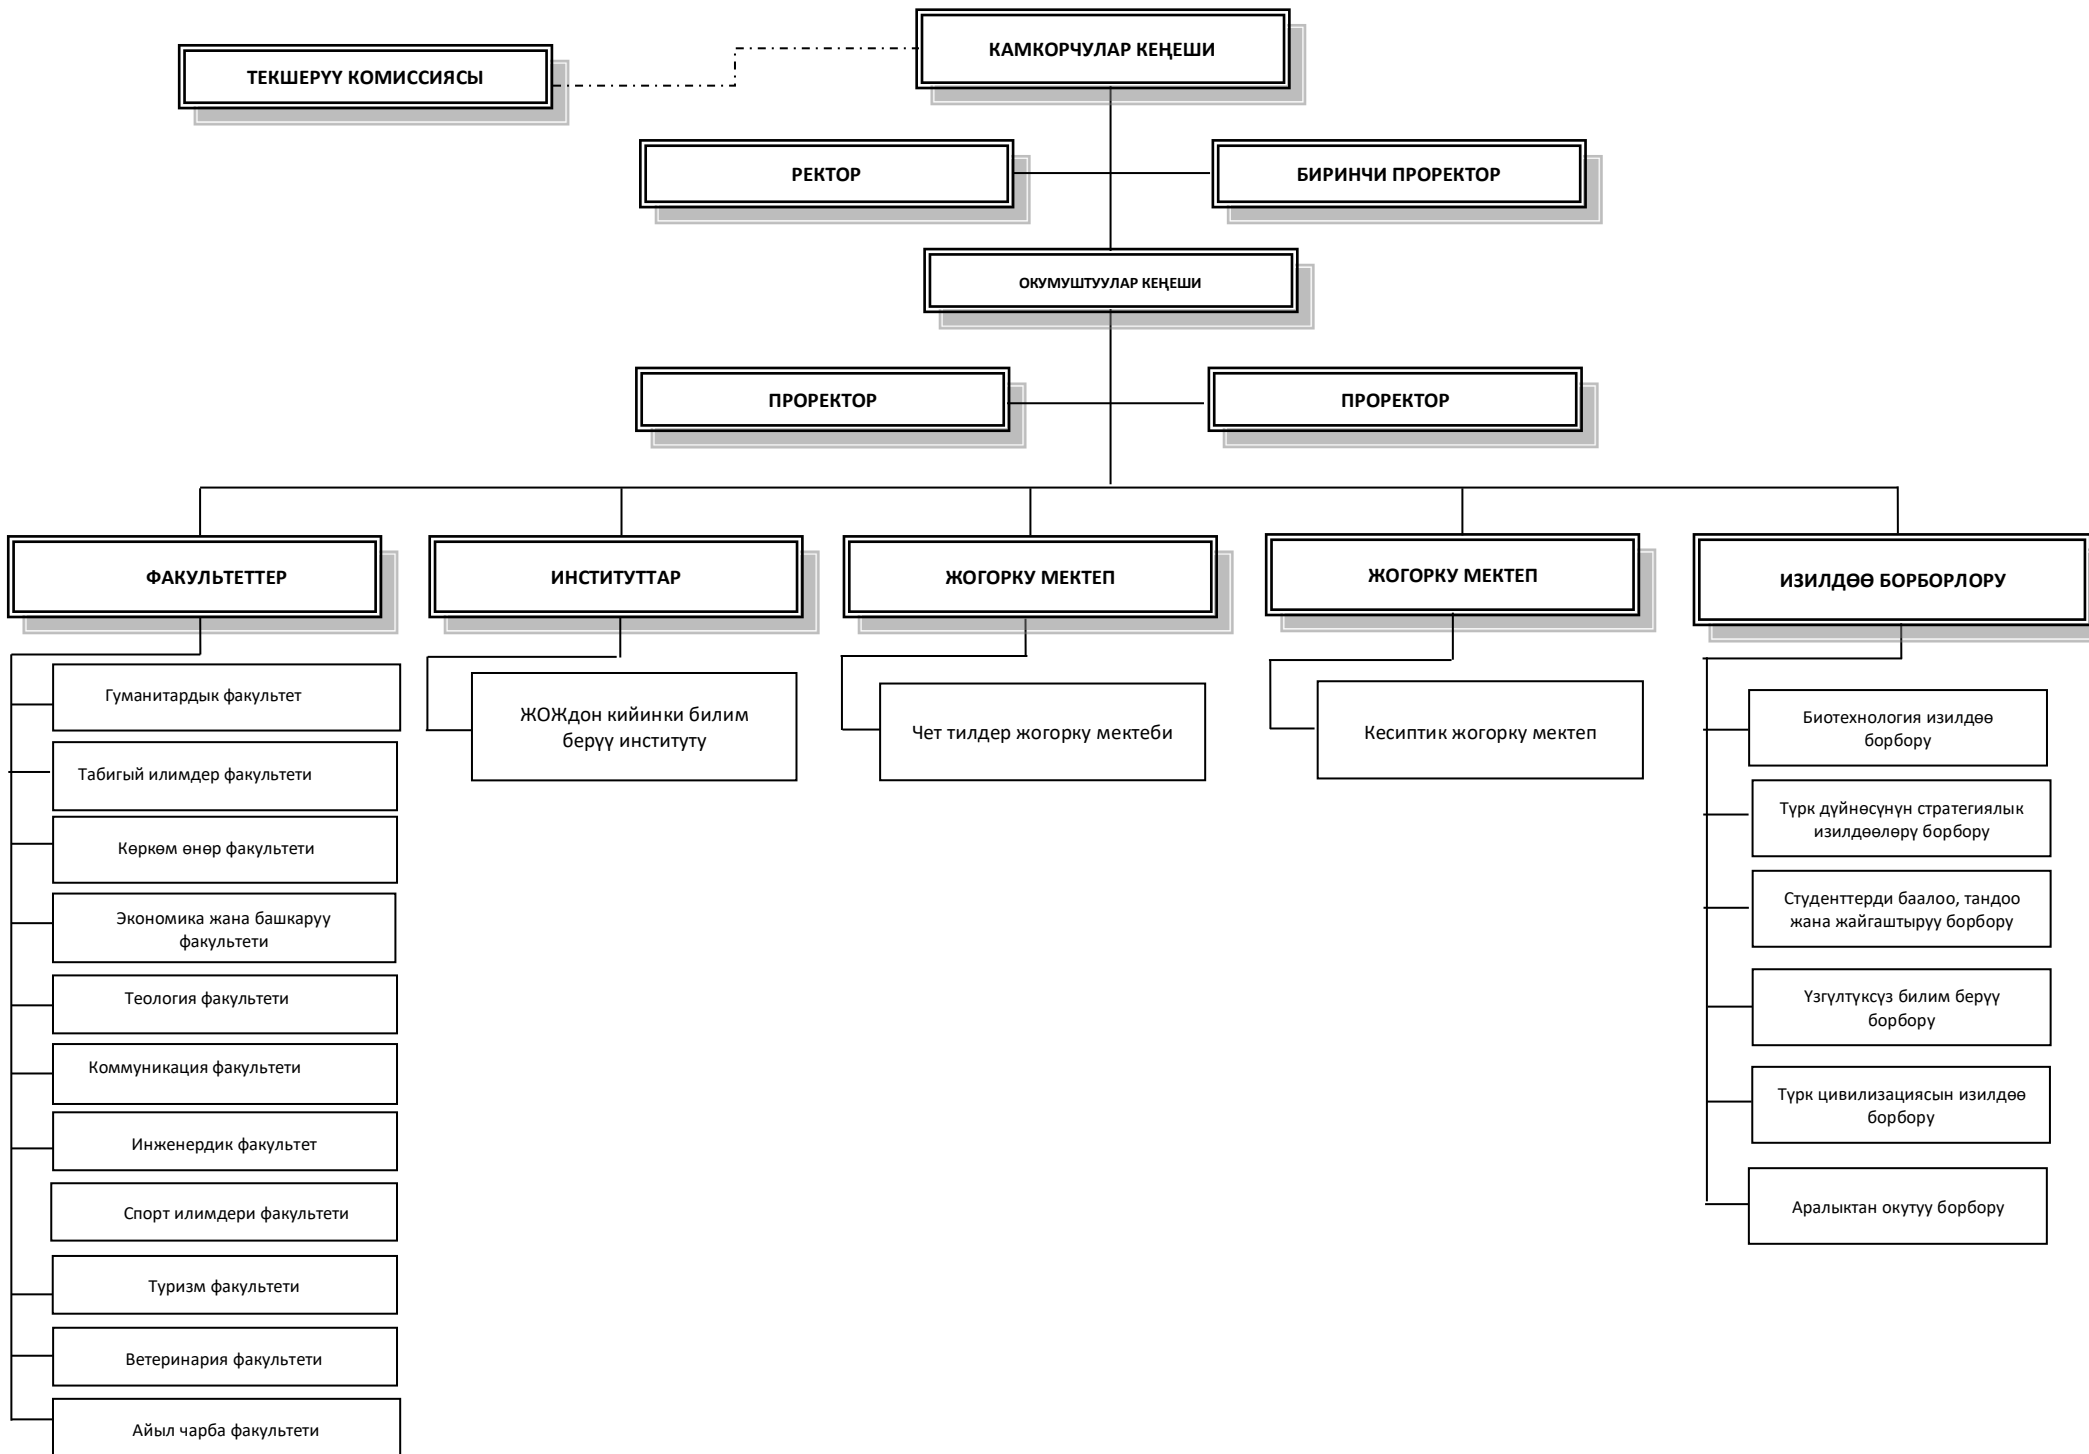 КАМКОРЧУЛАР КЕҢЕШИ
ТЕКШЕРҮҮ КОМИССИЯСЫ
РЕКТОР
БИРИНЧИ ПРОРЕКТОР
ОКУМУШТУУЛАР КЕҢЕШИ
ПРОРЕКТОР
ПРОРЕКТОР
ФАКУЛЬТЕТТЕР
ИНСТИТУТТАР
ЖОГОРКУ МЕКТЕП
ЖОГОРКУ МЕКТЕП
ИЗИЛДӨӨ БОРБОРЛОРУ
Гуманитардык факультет
Табигый илимдер факультети
Көркөм өнөр факультети
Экономика жана башкаруу
факультети
Теология факультети
Коммуникация факультети
Инженердик факультет
Спорт илимдери факультети
Туризм факультети
Ветеринария факультети
Айыл чарба факультети
ЖОЖдон кийинки билим
берүү институту
Чет тилдер жогорку мектеби
Кесиптик жогорку мектеп
Биотехнология изилдөө
борбору
Түрк дүйнөсүнүн стратегиялык
изилдөөлөрү борбору
Студенттерди баалоо, тандоо
жана жайгаштыруу борбору
Үзгүлтүксүз билим берүү
борбору
Түрк цивилизациясын изилдөө
борбору
Аралыктан окутуу борбору